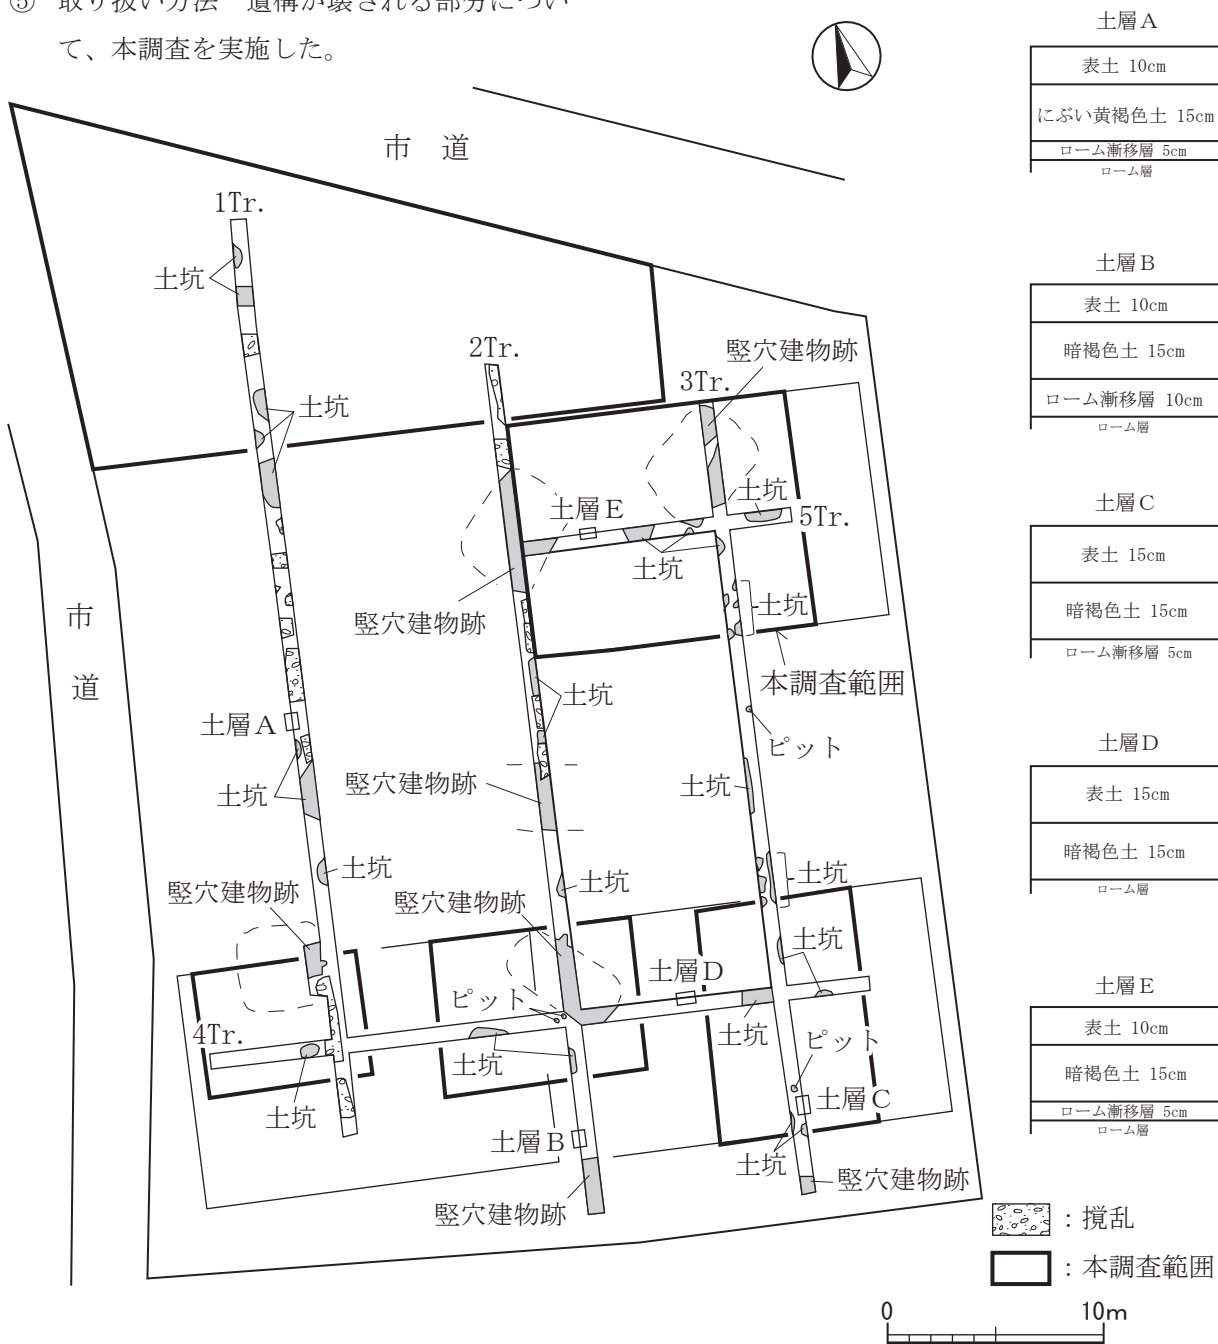 ⑤ 取り扱い方法 遺構が壊される部分につい
て、本調査を実施した。
土層A
表土 10cm
にぶい黄褐色土 15cm
ローム漸移層 5cm
ローム層
土層B
表土 10cm
暗褐色土 15cm
ローム漸移層 10cm
ローム層
土層C
表土 15cm
暗褐色土 15cm
ローム漸移層 5cm
土層D
表土 15cm
暗褐色土 15cm
ローム層
土層E
表土 10cm
暗褐色土 15cm
ローム漸移層 5cm
ローム層
市 道
1Tr.
土坑
2Tr.
竪穴建物跡
3Tr.
土坑
土坑
土層E
5Tr.
土坑
市
道
竪穴建物跡
土坑
本調査範囲
土坑
土層A
ピット
竪穴建物跡
土坑
土坑
土坑
土坑
土坑
竪穴建物跡
竪穴建物跡
土坑
土層D
ピット
4Tr.
土坑
ピット
土坑
土坑
土層C
土層B
土坑
竪穴建物跡
竪穴建物跡
:撹乱
:本調査範囲
0 10m